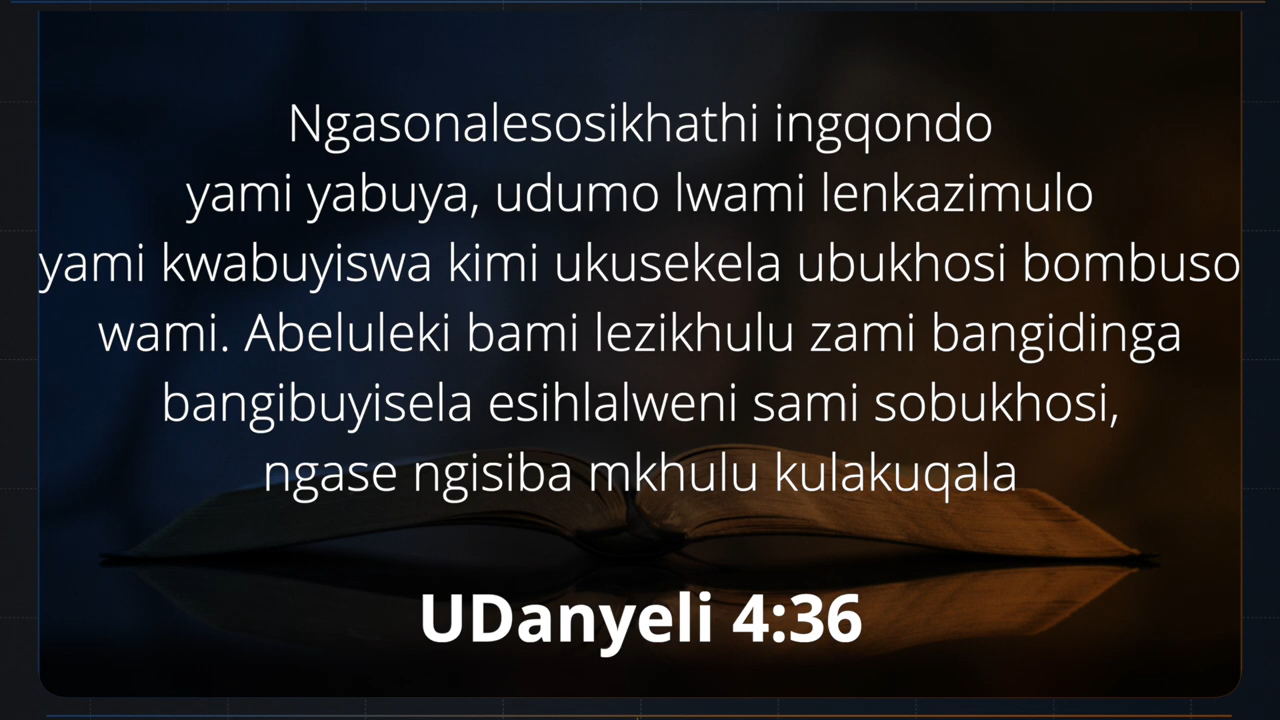 Ngasonalesosikhathi ingqondo
yami yabuya, udumo lwami lenkazimulo
yami kwabuyiswa kimi ukusekela ubukhosi bombuso
wami. Abeluleki bami lezikhulu zami bangidinga
bangibuyisela esihlalweni sami sobukhosi,
ngase ngisiba mkhulu kulakuqala
UDanyeli 4:36